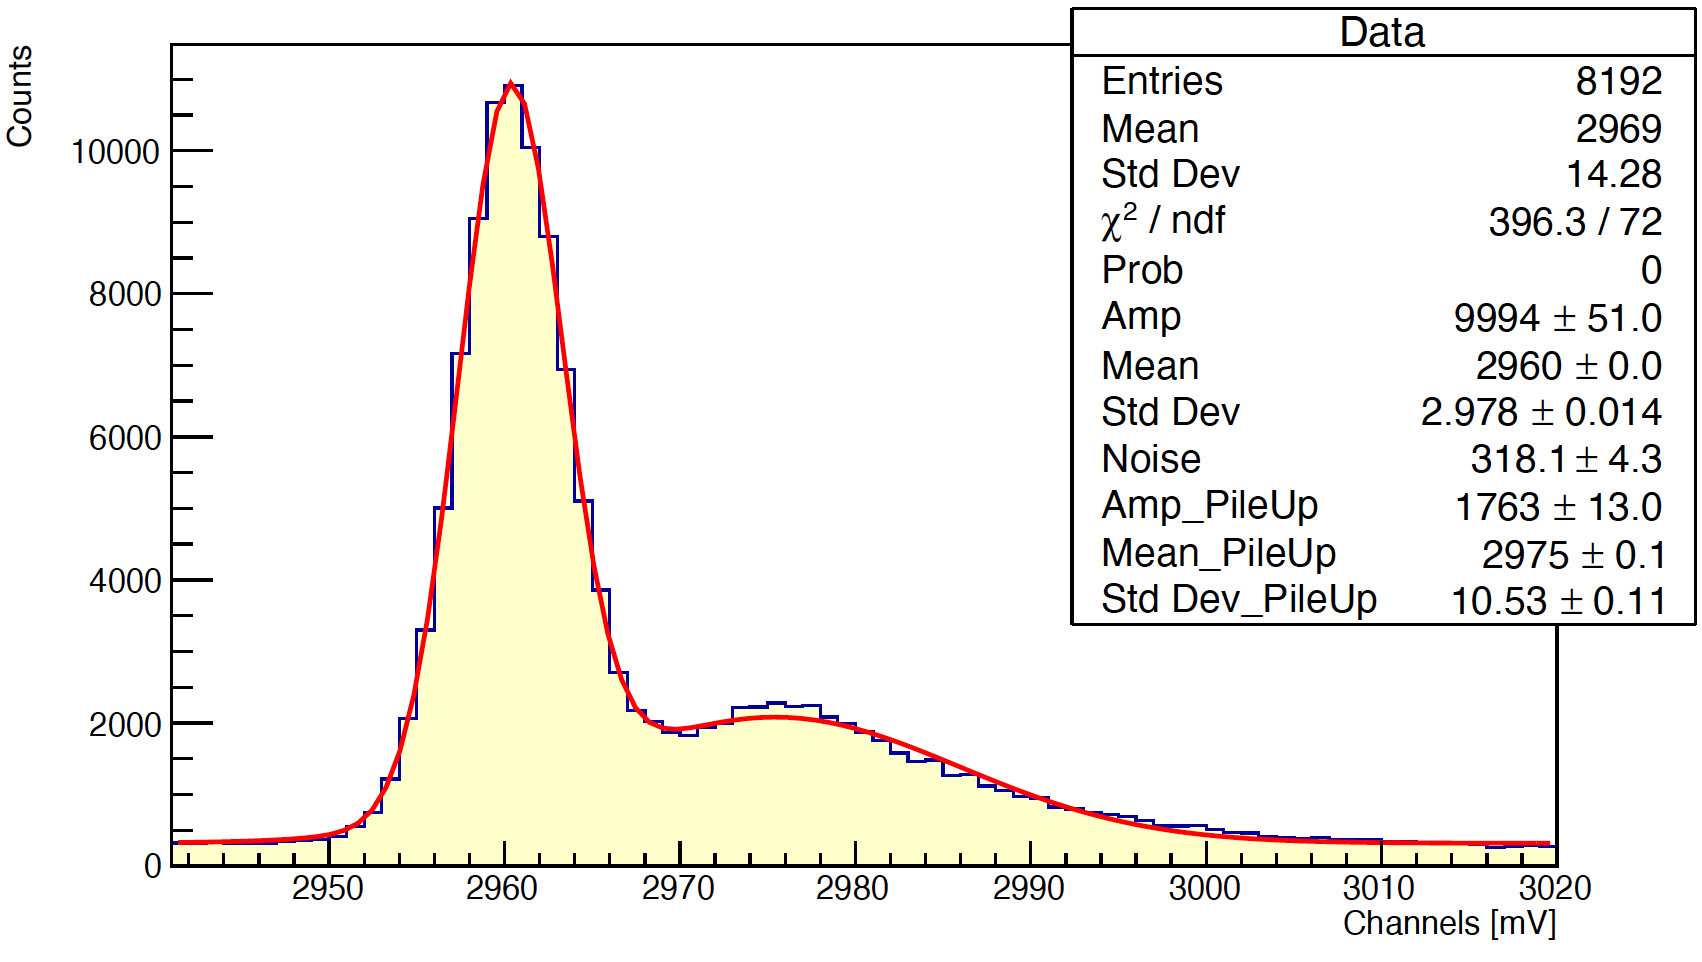 Counts
10000
8000
6000
4000
2000
0
2950 2960 2970 2980 2990 3000 3010 3020
Channels [mV]
Data
Entries 8192
Mean 2969
Std Dev 14.28
χ² / ndf 396.3 / 72
Prob 0
Amp 9994 ± 51.0
Mean 2960 ± 0.0
Std Dev 2.978 ± 0.014
Noise 318.1 ± 4.3
Amp_PileUp 1763 ± 13.0
Mean_PileUp 2975 ± 0.1
Std Dev_PileUp 10.53 ± 0.11